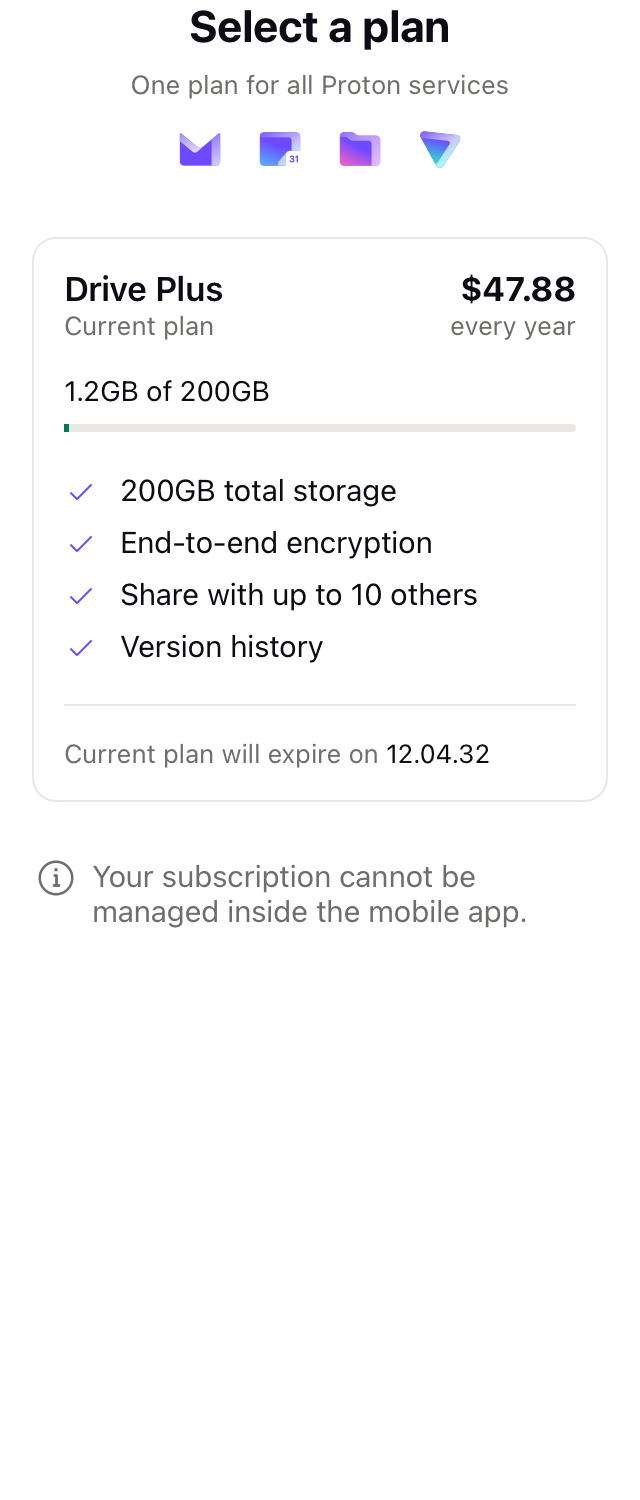 Select a plan
One plan for all Proton services
31
Drive Plus
$47.88
Current plan
every year
1.2GB of 200GB
200GB total storage
End-to-end encryption
Share with up to 10 others
Version history
Current plan will expire on 12.04.32
Your subscription cannot be
managed inside the mobile app.